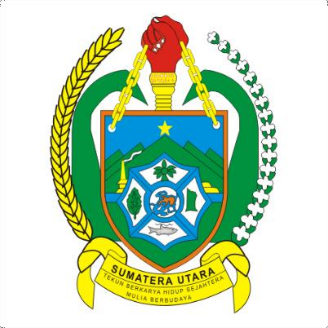 SUMATERA UTARA
TEKUN BERKARYA HIDUP SEJAHTERA
MULIA BERBUDAYA